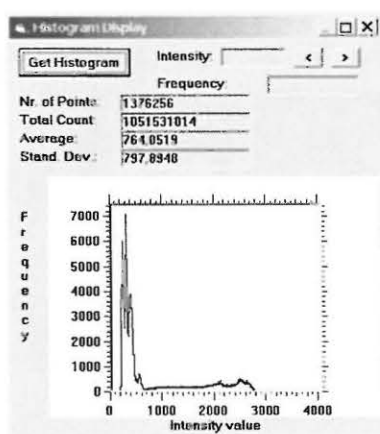 Histogram Display
Get Histogram
Intensity:
< >
Frequency:
Nr. of Points: 1376256
Total Count: 1051531014
Average: 764,0519
Stand. Dev.: 797,8948
Frequency
7000
6000
5000
4000
3000
2000
1000
0
0 1000 2000 3000 4000
Intensity value